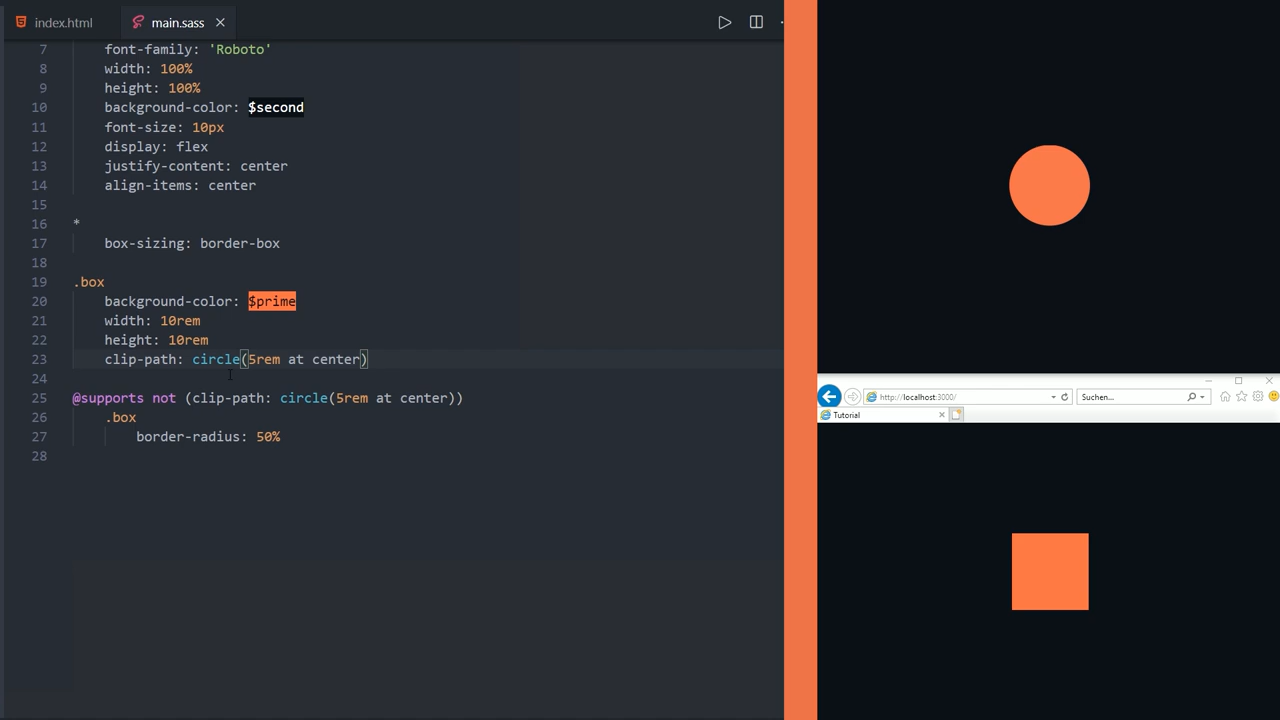 index.html
main.sass
7 font-family: 'Roboto'
8 width: 100%
9 height: 100%
10 background-color: $second
11 font-size: 10px
12 display: flex
13 justify-content: center
14 align-items: center
15
16 *
17 box-sizing: border-box
18
19 .box
20 background-color: $prime
21 width: 10rem
22 height: 10rem
23 clip-path: circle(5rem at center)
24
25 @supports not (clip-path: circle(5rem at center))
26 .box
27 border-radius: 50%
28
http://localhost:3000/
Suchen...
Tutorial